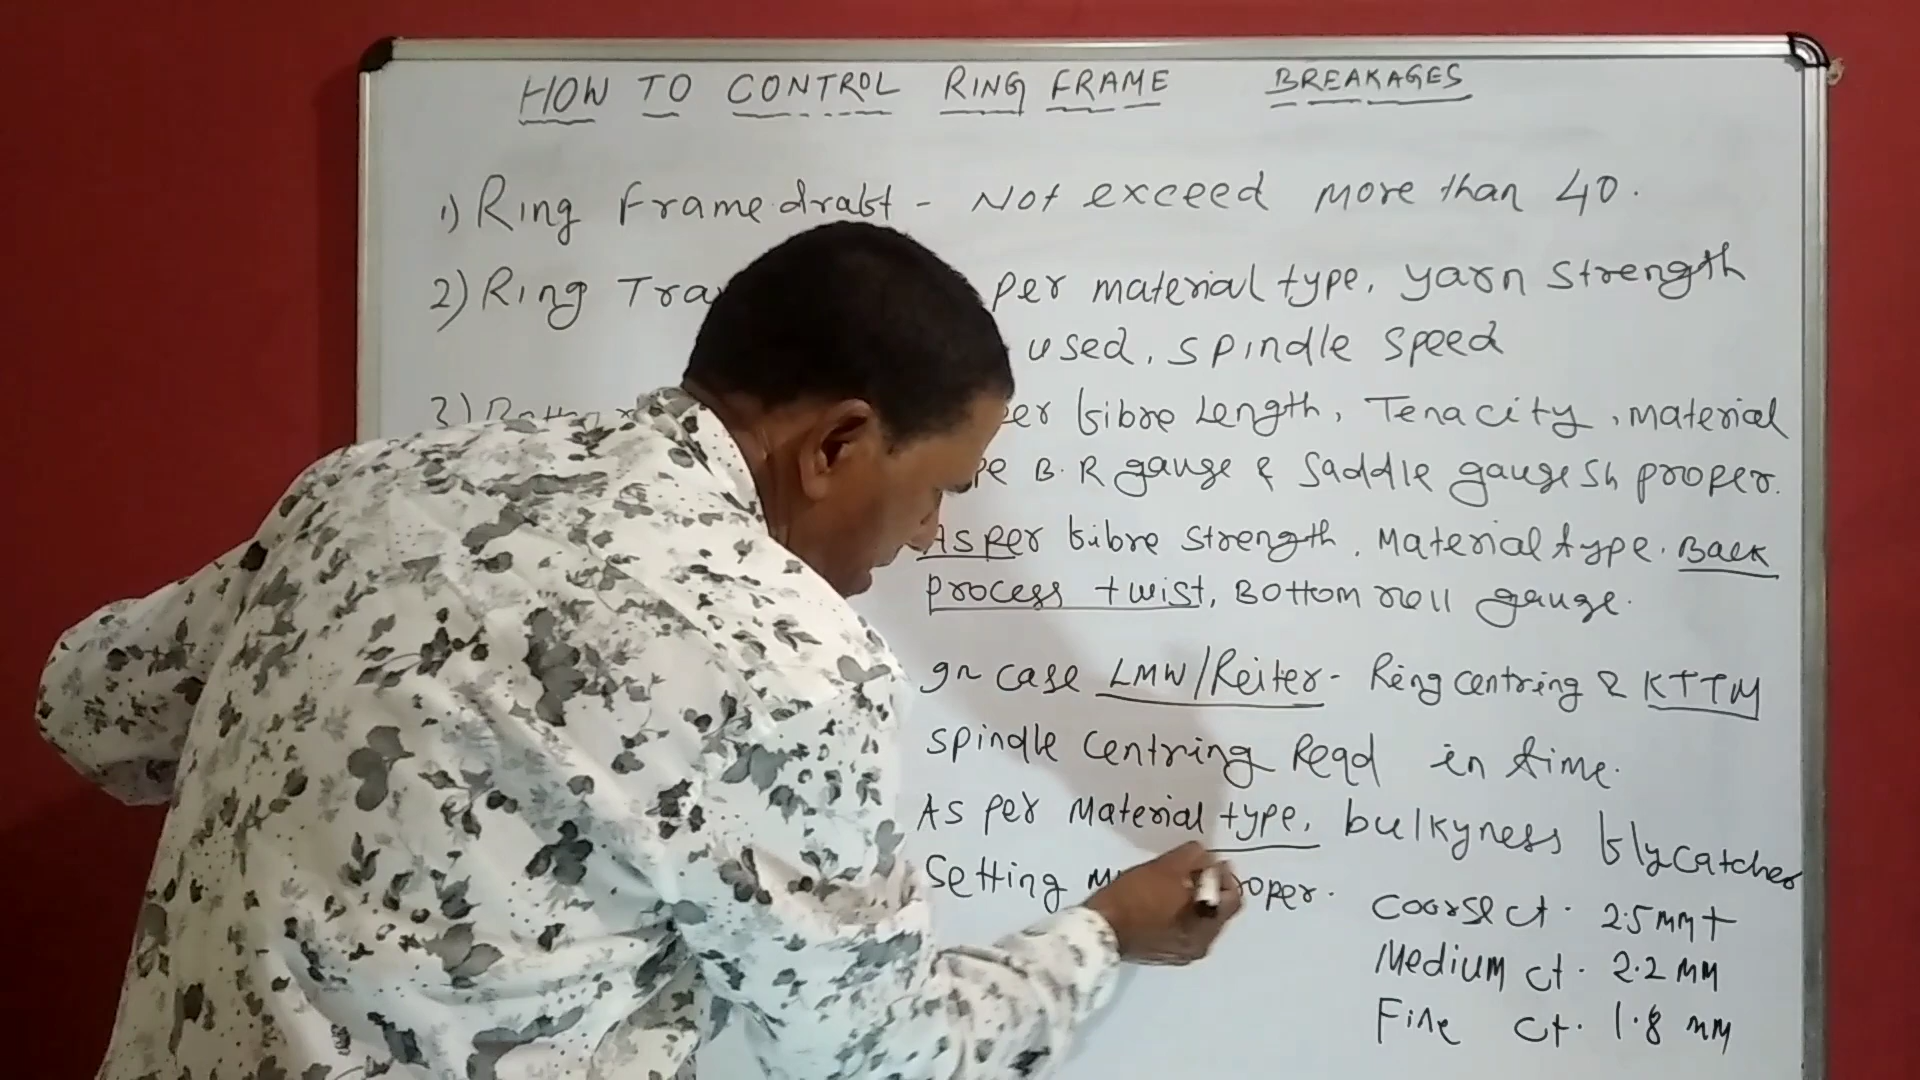 HOW TO CONTROL RING FRAME BREAKAGES
1) Ring Frame draft - Not exceed more than 40.
2) Ring Per material type, yarn strength
used, spindle speed
3) fibre Length, Tenacity, material
B.R gauge & Saddle gauge Sh proper.
As Per fibre strength. Material type. Back
Process twist, Bottom roll gauge.
In case LMW/Reiter- Ring centring & KTTM
spindle centring Reqd in time.
As per Material type, bulkyness flycatcher
Setting
Coarse ct. 2.5 mm+
Medium ct. 2.2 MM
Fine ct. 1.8 mm